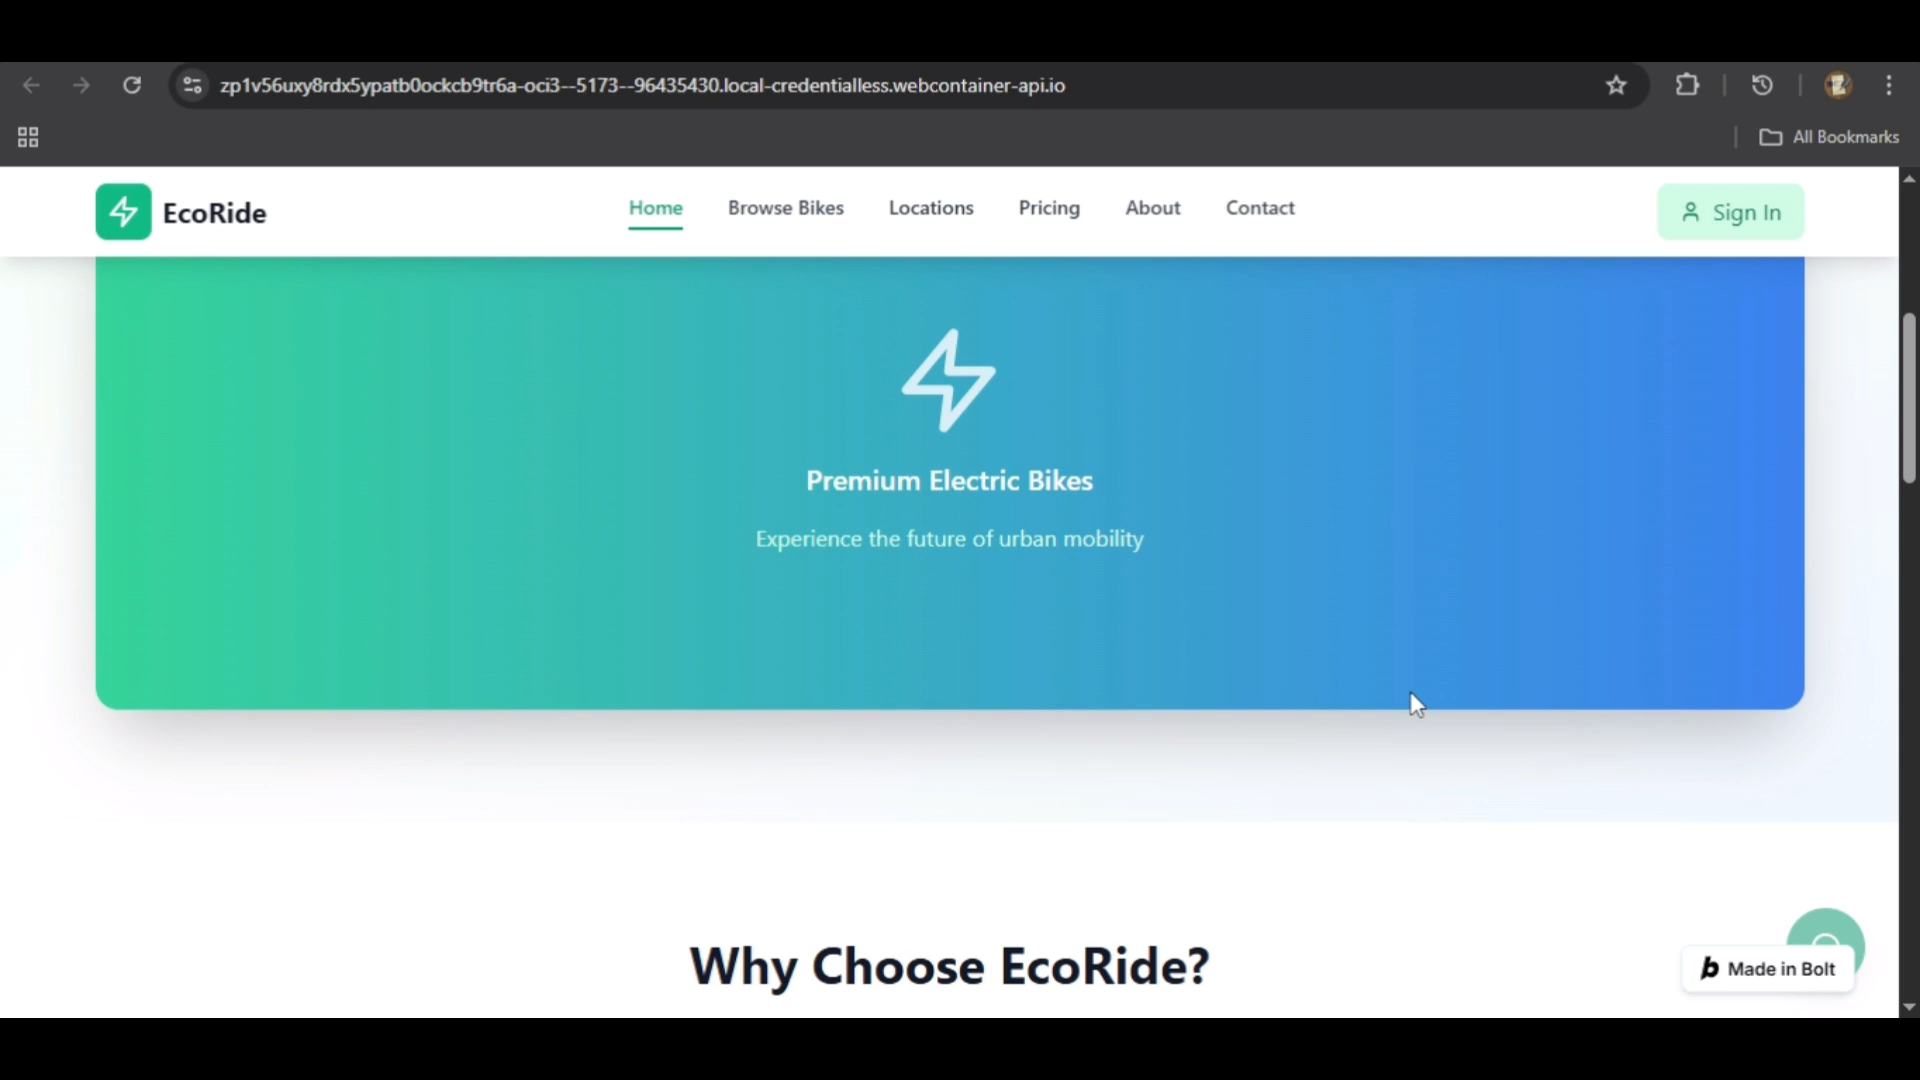 zp1v56uxy8rdx5ypatb0ockcb9tr6a-oci3--5173--96435430.local-credentialless.webcontainer-api.io
All Bookmarks
EcoRide
Home Browse Bikes Locations Pricing About Contact
Sign In
Premium Electric Bikes
Experience the future of urban mobility
Why Choose EcoRide?
b Made in Bolt